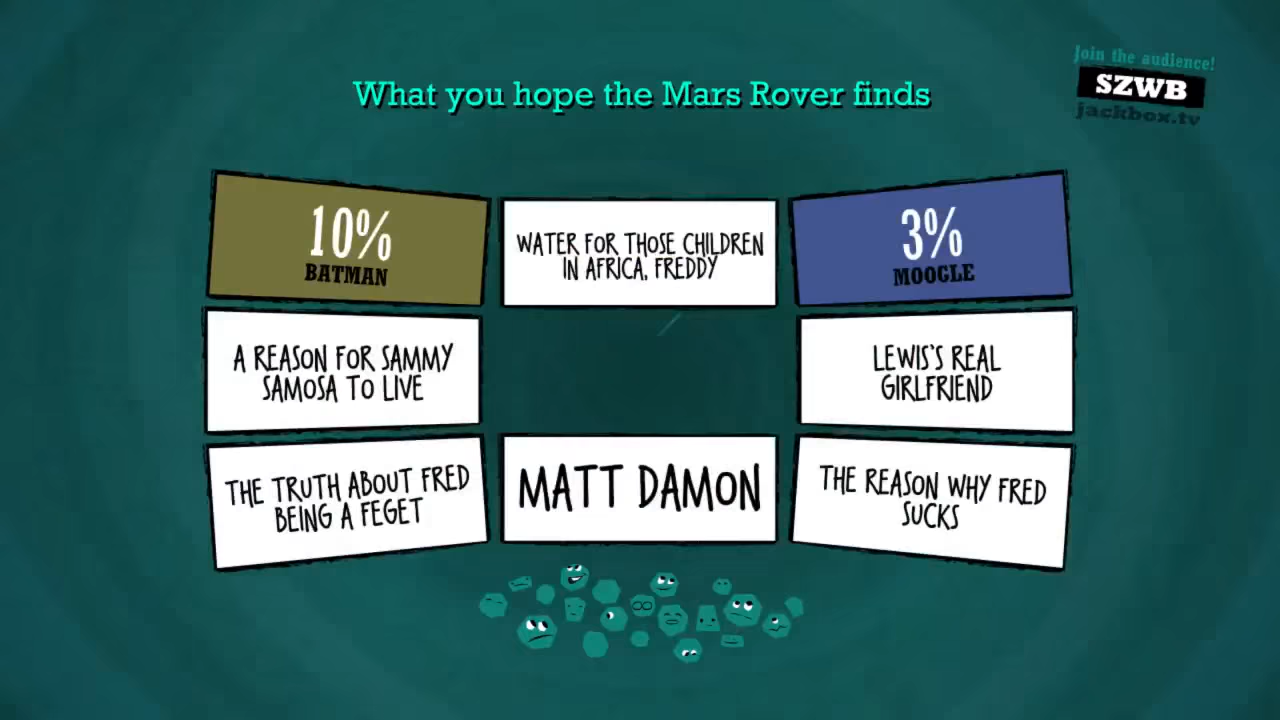 Join the audience!
SZWB
jackbox.tv
What you hope the Mars Rover finds
10%
BATMAN
WATER FOR THOSE CHILDREN
IN AFRICA, FREDDY
3%
MOOGLE
A REASON FOR SAMMY
SAMOSA TO LIVE
LEWIS'S REAL
GIRLFRIEND
THE TRUTH ABOUT FRED
BEING A FEGET
MATT DAMON
THE REASON WHY FRED
SUCKS